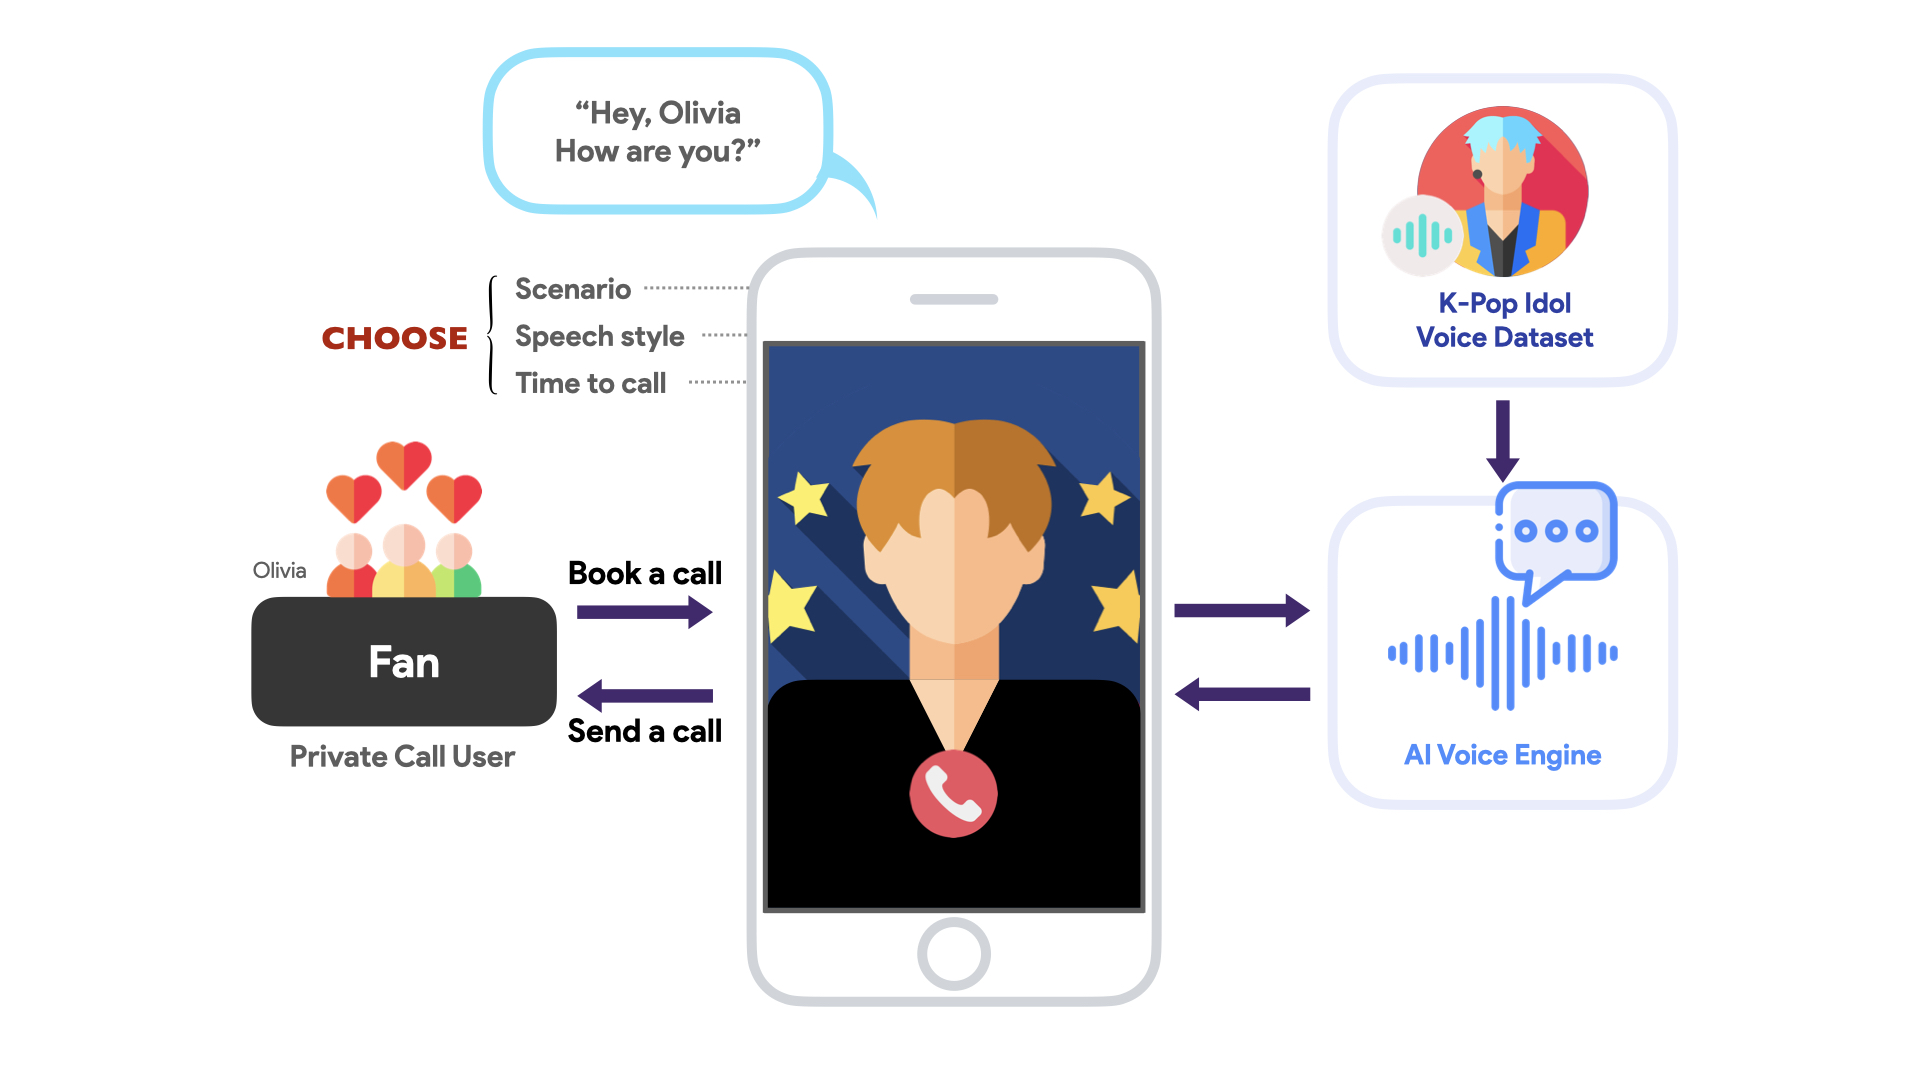 “Hey, Olivia
How are you?”
CHOOSE
Scenario
Speech style
Time to call
Olivia
Fan
Private Call User
Book a call
Send a call
K-Pop Idol
Voice Dataset
AI Voice Engine